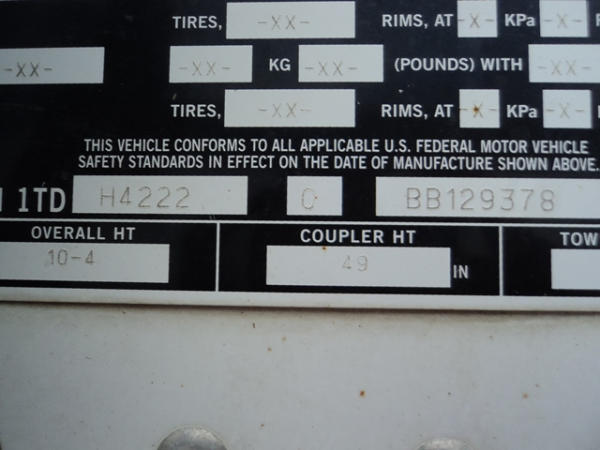 TIRES, -XX- RIMS, AT -X- KPa -X-
-XX- -XX- KG -XX- (POUNDS) WITH -XX-
TIRES, -XX- RIMS, AT -X- KPa -X-
THIS VEHICLE CONFORMS TO ALL APPLICABLE U.S. FEDERAL MOTOR VEHICLE
SAFETY STANDARDS IN EFFECT ON THE DATE OF MANUFACTURE SHOWN ABOVE.
1TD H4222 0 BB129378
OVERALL HT COUPLER HT TOW
10-4 49 IN